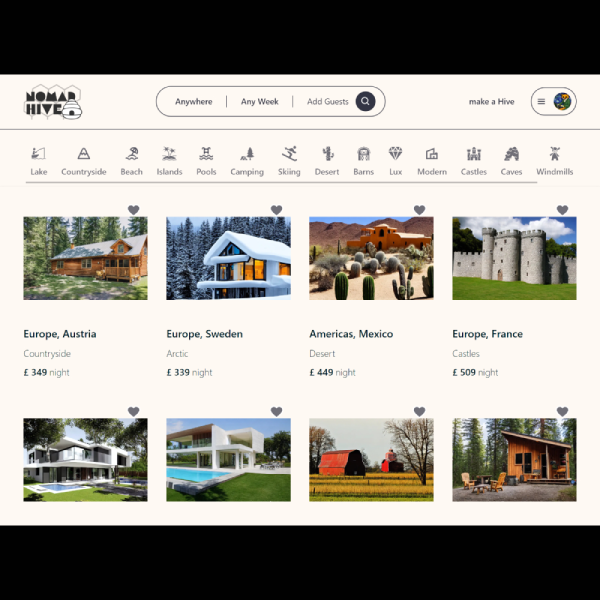 NOMAD
HIVE
Anywhere Any Week Add Guests make a Hive
Lake Countryside Beach Islands Pools Camping Skiing Desert Barns Lux Modern Castles Caves Windmills
Europe, Austria Europe, Sweden Americas, Mexico Europe, France
Countryside Arctic Desert Castles
£ 349 night £ 339 night £ 449 night £ 509 night